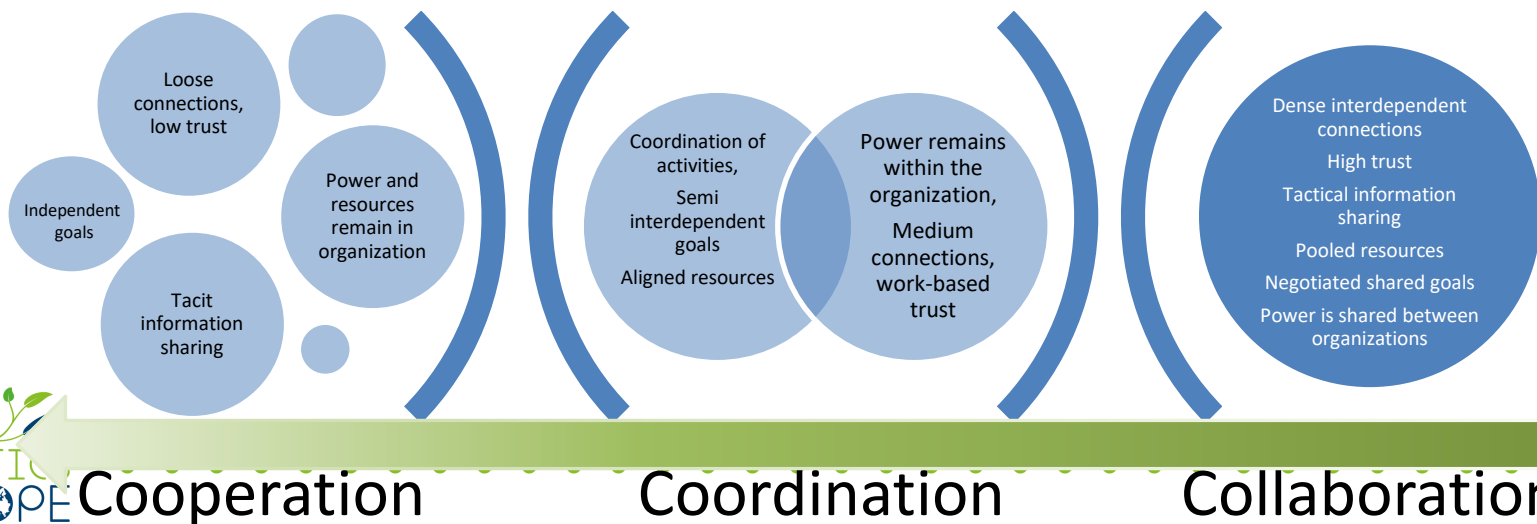 Loose
connections,
low trust
Independent
goals
Power and
resources
remain in
organization
Tacit
information
sharing
Coordination of
activities,
Semi
interdependent
goals
Aligned resources
Power remains
within the
organization,
Medium
connections,
work-based
trust
Dense interdependent
connections
High trust
Tactical information
sharing
Pooled resources
Negotiated shared goals
Power is shared between
organizations
Cooperation
Coordination
Collaboration